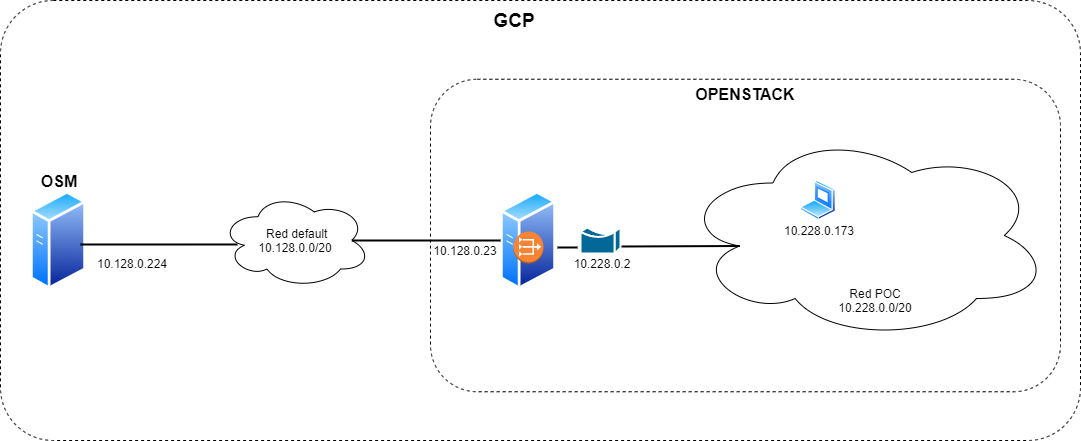 GCP
OPENSTACK
OSM
10.128.0.224
Red default
10.128.0.0/20
10.128.0.23
10.228.0.2
10.228.0.173
Red POC
10.228.0.0/20